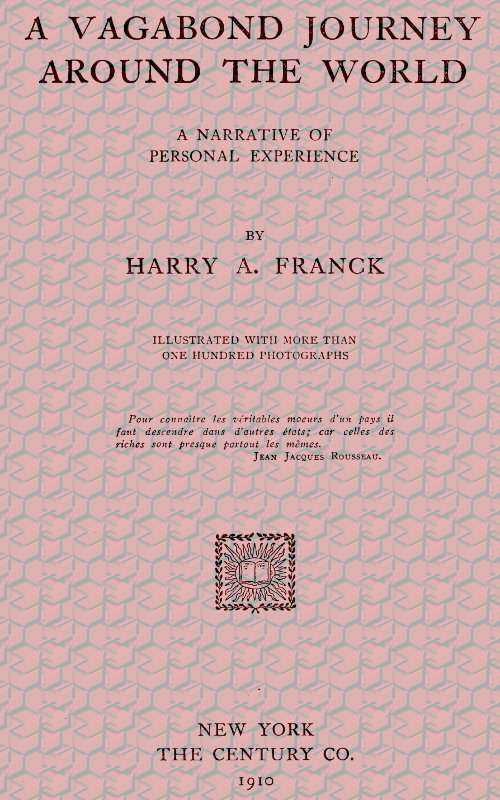 A VAGABOND JOURNEY
AROUND THE WORLD
A NARRATIVE OF
PERSONAL EXPERIENCE
BY
HARRY A. FRANCK
ILLUSTRATED WITH MORE THAN
ONE HUNDRED PHOTOGRAPHS
Pour connaître les véritables moeurs d'un pays il
faut descendre dans d'autres états; car celles des
riches sont presque partout les mêmes.
JEAN JACQUES ROUSSEAU.
NEW YORK
THE CENTURY CO.
1910